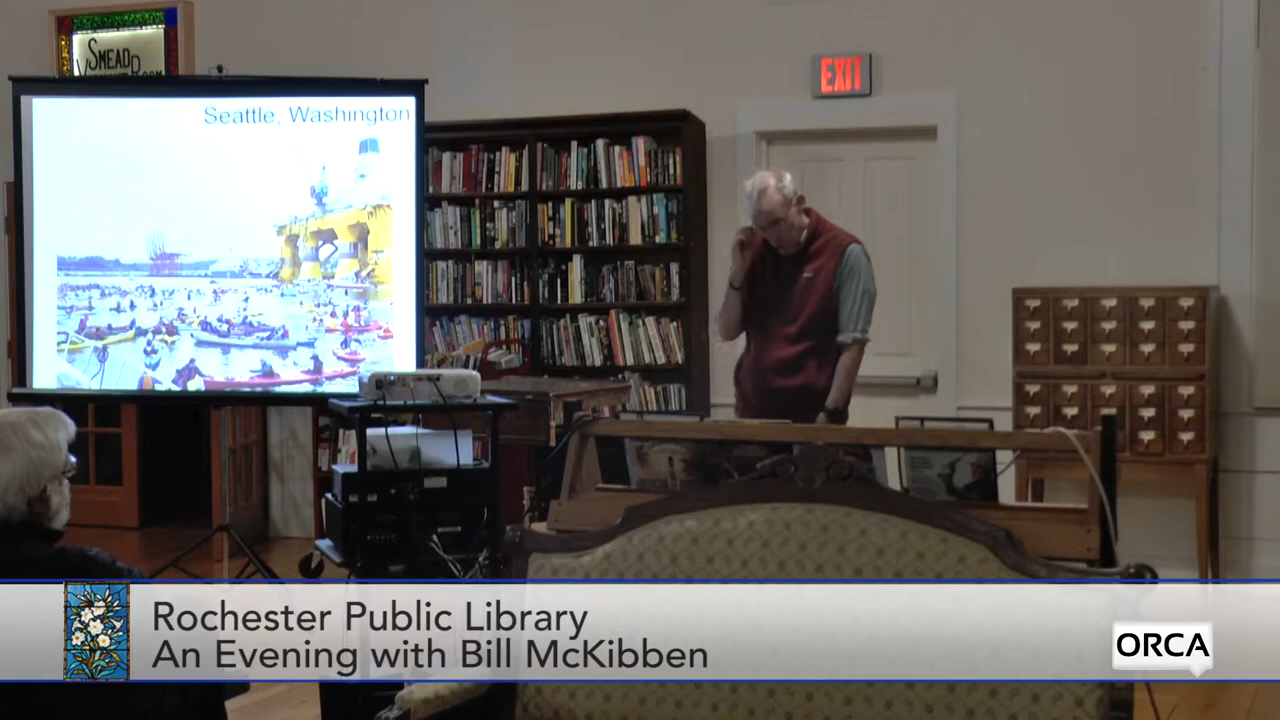 SMEAD
Seattle, Washington
EXIT
Rochester Public Library
An Evening with Bill McKibben
ORCA